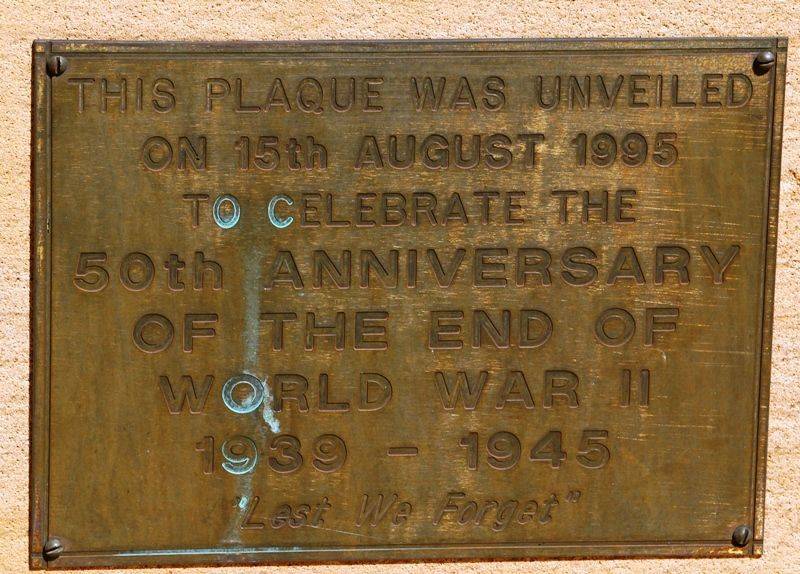 THIS PLAQUE WAS UNVEILED
ON 15th AUGUST 1995
TO CELEBRATE THE
50th ANNIVERSARY
OF THE END OF
WORLD WAR II
1939 - 1945
"Lest We Forget"